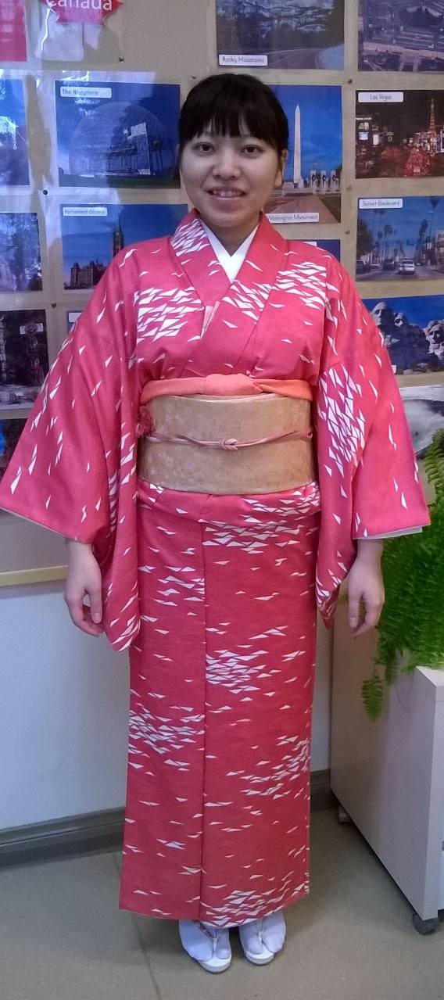 Canada
Rocky Mountains
The Biosphere
Las Vegas
Parliament Ottawa
Washington Monument
Sunset Boulevard